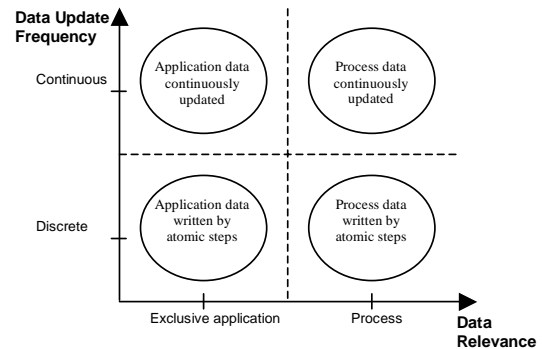 Data Update
Frequency
Continuous
Application data
continuously
updated
Process data
continuously
updated
Discrete
Application data
written by
atomic steps
Process data
written by
atomic steps
Exclusive application
Process
Data
Relevance